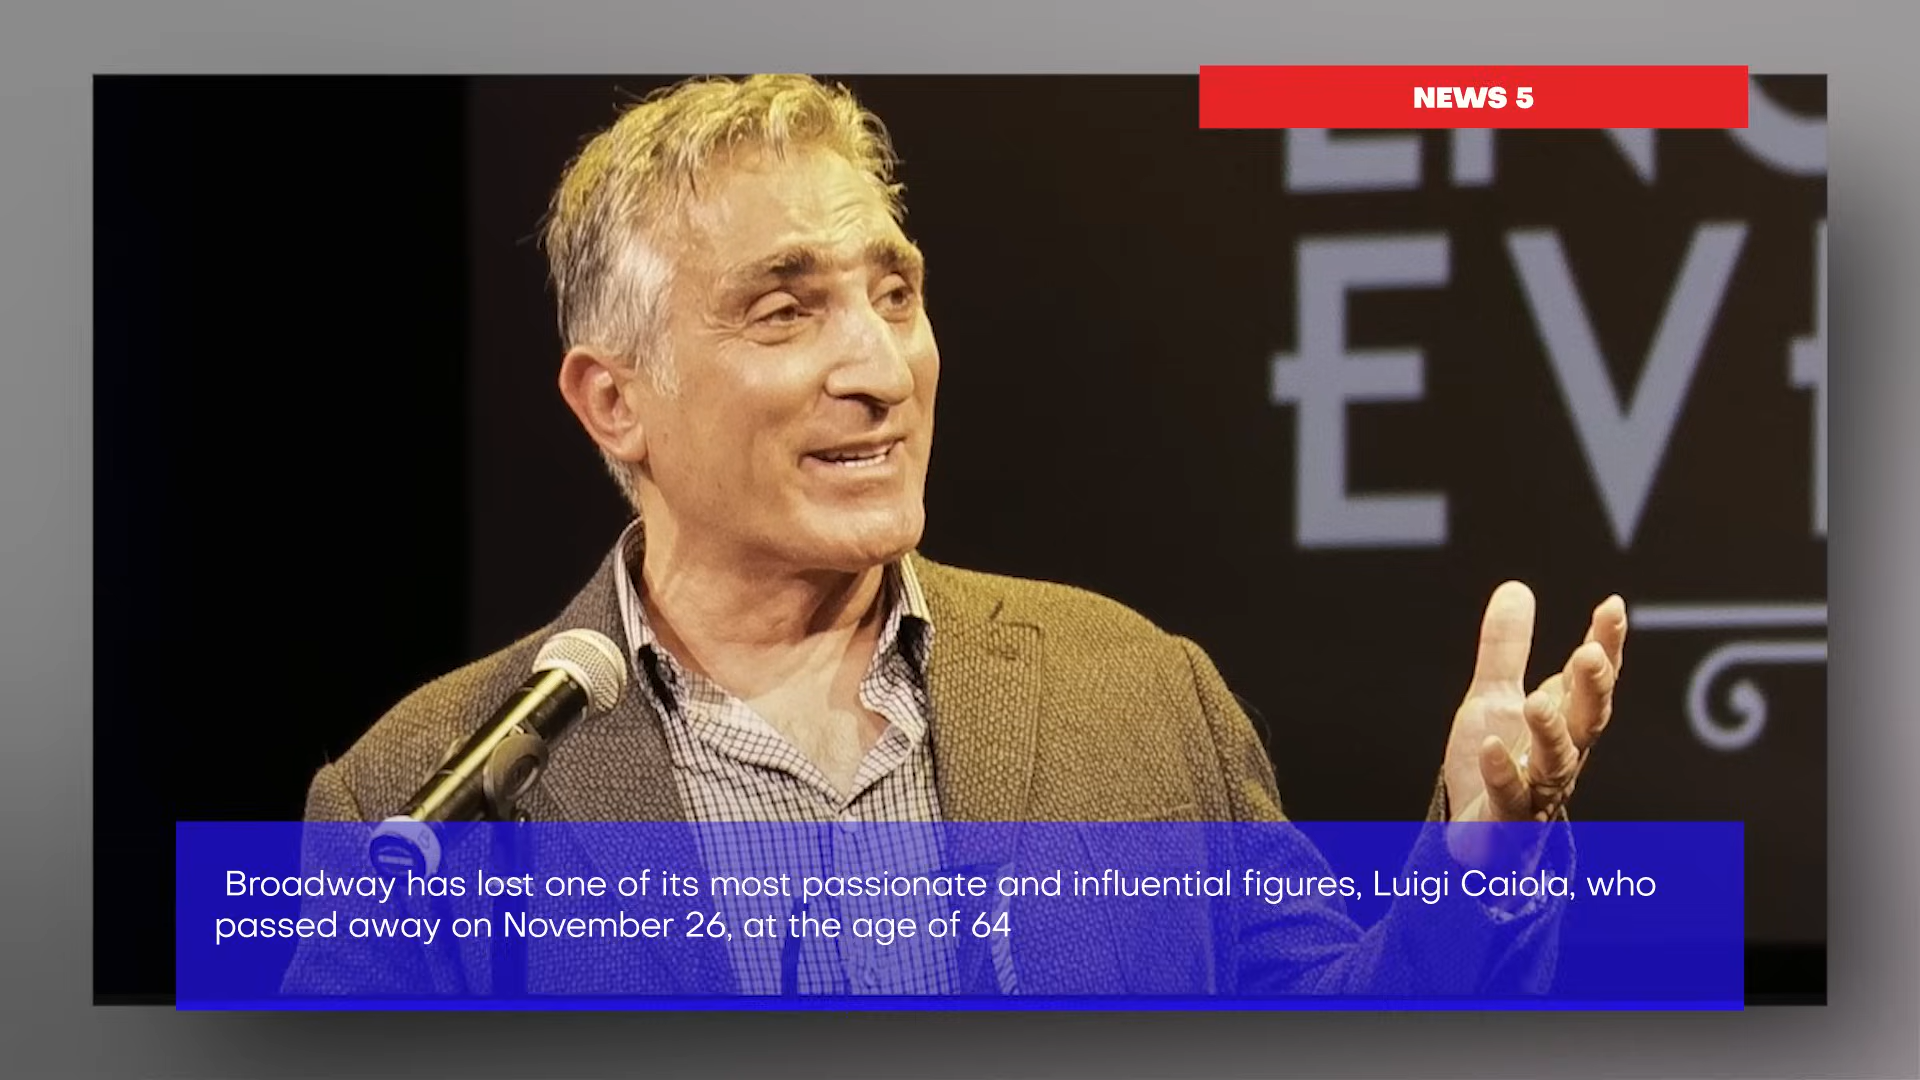 NEWS 5
EV
Broadway has lost one of its most passionate and influential figures, Luigi Caiola, who
passed away on November 26, at the age of 64